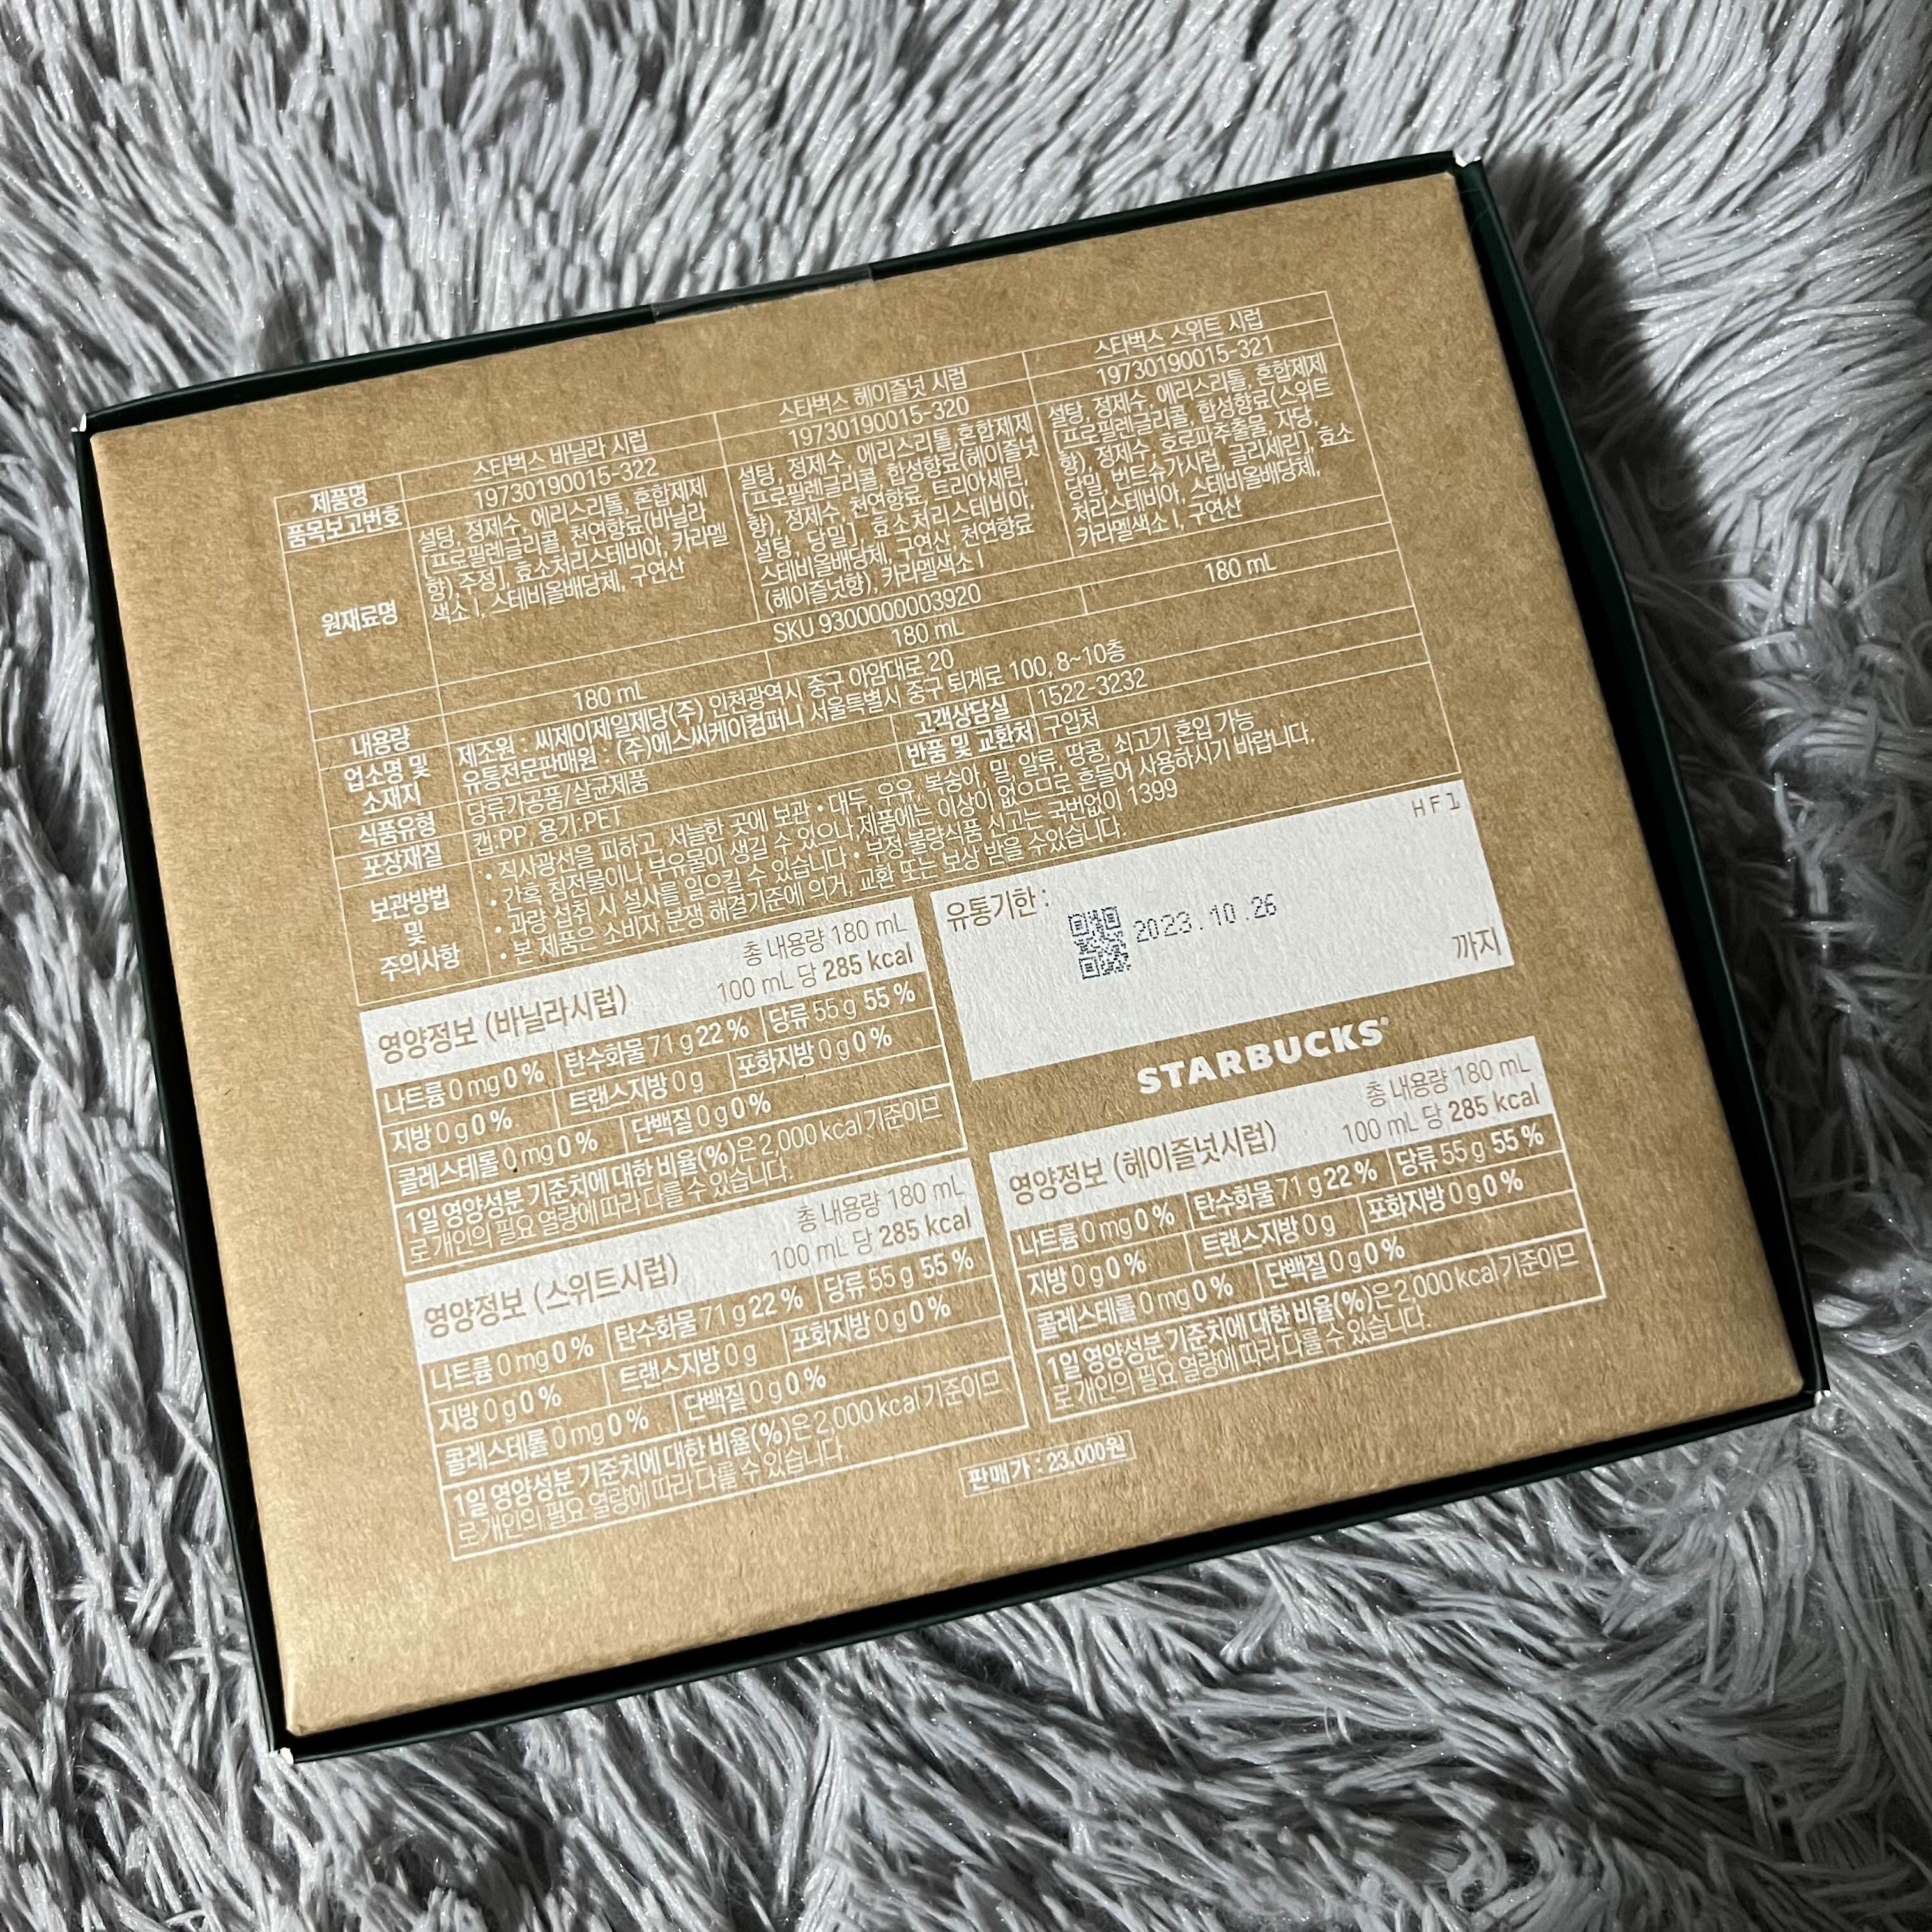 제품명 스타벅스 바닐라 시럽 스타벅스 헤이즐넛 시럽 스타벅스 스위트 시럽
품목보고번호 19730190015-322 19730190015-320 19730190015-321
원재료명
설탕, 정제수, 에리스리톨, 혼합제제
[프로필렌글리콜, 천연향료(바닐라
향),주정], 효소처리스테비아, 카라멜
색소 I, 스테비올배당체, 구연산
설탕, 정제수, 에리스리톨,혼합제제
[프로필렌글리콜, 합성향료(헤이즐넛
향), 정제수, 천연향료, 트리아세틴,
설탕, 당밀], 효소처리스테비아,
스테비올배당체, 구연산, 천연향료
(헤이즐넛향), 카라멜색소 I
설탕, 정제수, 에리스리톨, 혼합제제
[프로필렌글리콜, 합성향료(스위트
향), 정제수, 호로파추출물, 자당,
당밀, 번트슈가시럽, 글리세린], 효소
처리스테비아, 스테비올배당체,
카라멜색소 I, 구연산
SKU 9300000003920
내용량 180 mL 180 mL 180 mL
업소명 및
소재지
제조원 : 씨제이제일제당(주) 인천광역시 중구 아암대로 20
유통전문판매원 : (주)에스씨케이컴퍼니 서울특별시 중구 퇴계로 100, 8~10층
식품유형 당류가공품/살균제품 고객상담실 1522-3232
포장재질 캡:PP, 용기:PET 반품 및 교환처 구입처
보관방법
및
주의사항
• 직사광선을 피하고, 서늘한 곳에 보관 • 대두, 우유, 복숭아, 밀, 알류, 땅콩, 쇠고기 혼입 가능
• 간혹 침전물이나 부유물이 생길 수 있으나, 제품에는 이상이 없으므로 흔들어 사용하시기 바랍니다.
• 과량 섭취 시 설사를 일으킬 수 있습니다 • 부정·불량식품 신고는 국번없이 1399
• 본 제품은 소비자 분쟁 해결기준에 의거, 교환 또는 보상 받을 수있습니다.
HF1
유통기한 :
2023.10.26
까지
영양정보 (바닐라시럽) 총 내용량 180 mL
100 mL 당 285 kcal
나트륨 0 mg 0 % 탄수화물 71 g 22 % 당류 55 g 55 %
지방 0 g 0 % 트랜스지방 0 g 포화지방 0 g 0 %
콜레스테롤 0 mg 0 % 단백질 0 g 0 %
1일 영양성분 기준치에 대한 비율(%)은 2,000 kcal 기준이므
로 개인의 필요 열량에 따라 다를 수 있습니다.
STARBUCKS
영양정보 (스위트시럽) 총 내용량 180 mL
100 mL 당 285 kcal
나트륨 0 mg 0 % 탄수화물 71 g 22 % 당류 55 g 55 %
지방 0 g 0 % 트랜스지방 0 g 포화지방 0 g 0 %
콜레스테롤 0 mg 0 % 단백질 0 g 0 %
1일 영양성분 기준치에 대한 비율(%)은 2,000 kcal 기준이므
로 개인의 필요 열량에 따라 다를 수 있습니다.
영양정보 (헤이즐넛시럽) 총 내용량 180 mL
100 mL 당 285 kcal
나트륨 0 mg 0 % 탄수화물 71 g 22 % 당류 55 g 55 %
지방 0 g 0 % 트랜스지방 0 g 포화지방 0 g 0 %
콜레스테롤 0 mg 0 % 단백질 0 g 0 %
1일 영양성분 기준치에 대한 비율(%)은 2,000 kcal 기준이므
로 개인의 필요 열량에 따라 다를 수 있습니다.
판매가 : 23,000원